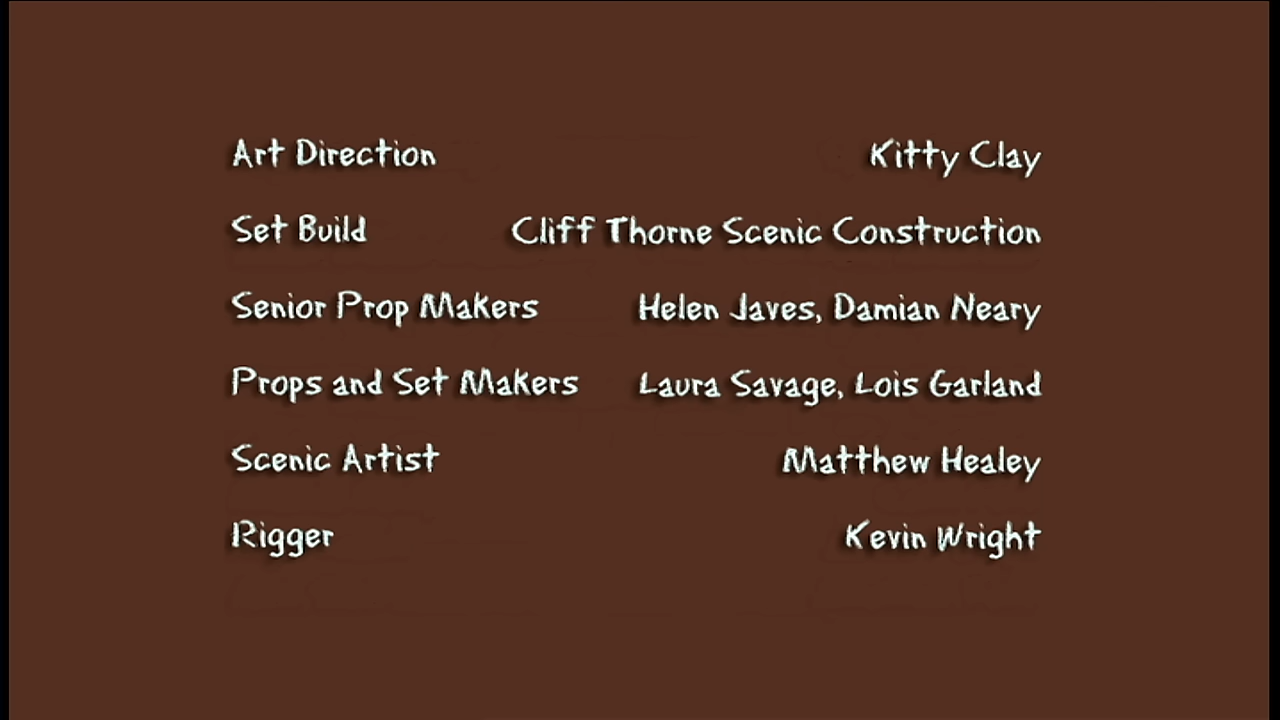 Art Direction Kitty Clay
Set Build Cliff Thorne Scenic Construction
Senior Prop Makers Helen Javes, Damian Neary
Props and Set Makers Laura Savage, Lois Garland
Scenic Artist Matthew Healey
Rigger Kevin Wright